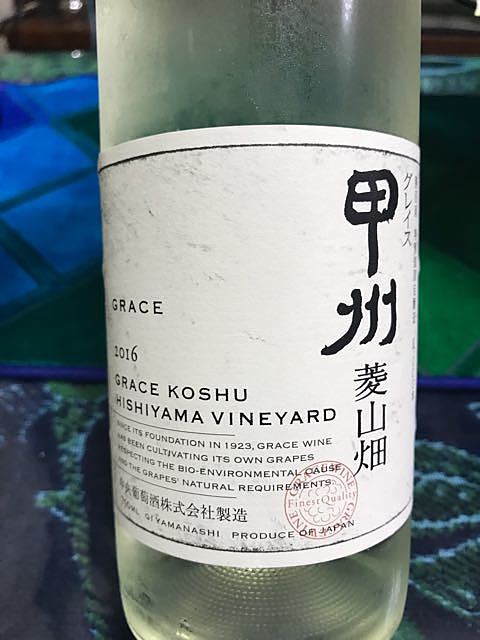 甲州
グレイス
菱山畑
GRACE
2016
GRACE KOSHU
HISHIYAMA VINEYARD
SINCE ITS FOUNDATION IN 1923, GRACE WINE
HAS BEEN CULTIVATING ITS OWN GRAPES
RESPECTING THE BIO-ENVIRONMENTAL CAUSE
AND THE GRAPES' NATURAL REQUIREMENTS.
中央葡萄酒株式会社製造
750ML GI YAMANASHI PRODUCE OF JAPAN
GRACE WINE
Finest Quality